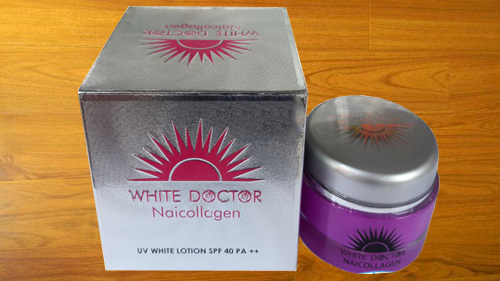 WHITE DOCTOR
Naicollagen
WHITE DOCTOR
Naicollagen
UV WHITE LOTION SPF 40 PA ++
WHITE DOCTOR
NAICOLLAGEN